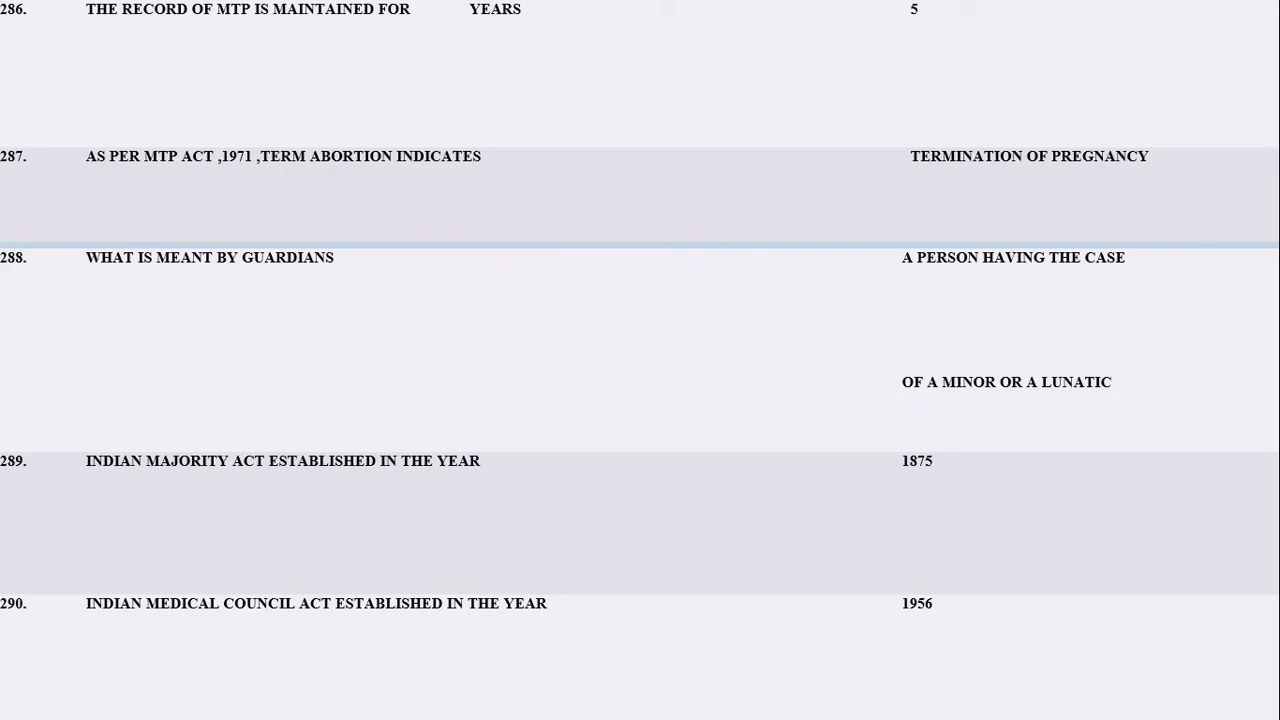 286. THE RECORD OF MTP IS MAINTAINED FOR YEARS 5
287. AS PER MTP ACT ,1971 ,TERM ABORTION INDICATES TERMINATION OF PREGNANCY
288. WHAT IS MEANT BY GUARDIANS A PERSON HAVING THE CASE
OF A MINOR OR A LUNATIC
289. INDIAN MAJORITY ACT ESTABLISHED IN THE YEAR 1875
290. INDIAN MEDICAL COUNCIL ACT ESTABLISHED IN THE YEAR 1956